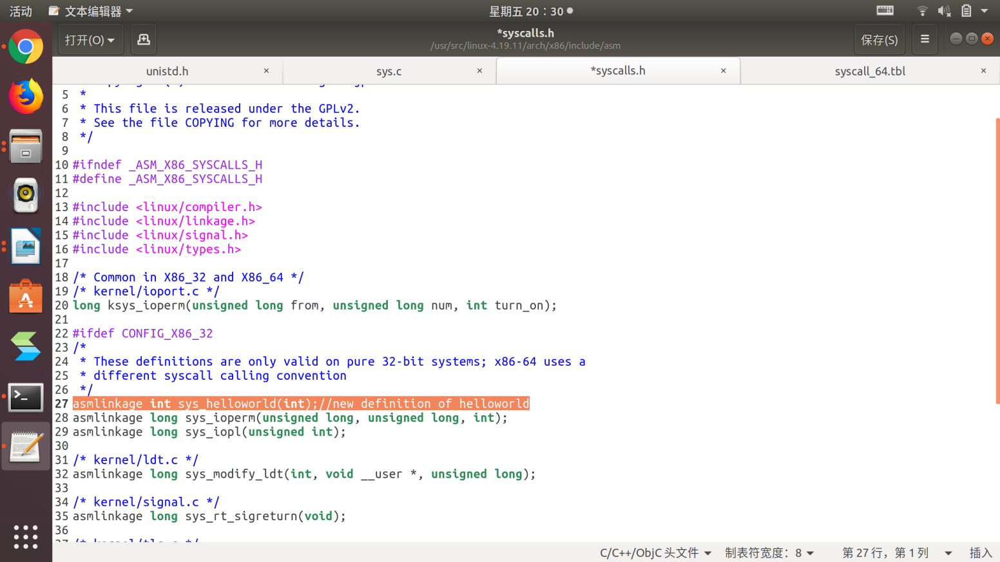 活动 文本编辑器 星期五 20：30
打开(O) *syscalls.h 保存(S)
/usr/src/linux-4.19.11/arch/x86/include/asm
unistd.h × sys.c × *syscalls.h × syscall_64.tbl ×
5 *
6 * This file is released under the GPLv2.
7 * See the file COPYING for more details.
8 */
9
10 #ifndef _ASM_X86_SYSCALLS_H
11 #define _ASM_X86_SYSCALLS_H
12
13 #include <linux/compiler.h>
14 #include <linux/linkage.h>
15 #include <linux/signal.h>
16 #include <linux/types.h>
17
18 /* Common in X86_32 and X86_64 */
19 /* kernel/ioport.c */
20 long ksys_ioperm(unsigned long from, unsigned long num, int turn_on);
21
22 #ifdef CONFIG_X86_32
23 /*
24 * These definitions are only valid on pure 32-bit systems; x86-64 uses a
25 * different syscall calling convention
26 */
27 asmlinkage int sys_helloworld(int);//new definition of helloworld
28 asmlinkage long sys_ioperm(unsigned long, unsigned long, int);
29 asmlinkage long sys_iopl(unsigned int);
30
31 /* kernel/ldt.c */
32 asmlinkage long sys_modify_ldt(int, void __user *, unsigned long);
33
34 /* kernel/signal.c */
35 asmlinkage long sys_rt_sigreturn(void);
36
C/C++/ObjC 头文件 制表符宽度：8 第 27 行，第 1 列 插入